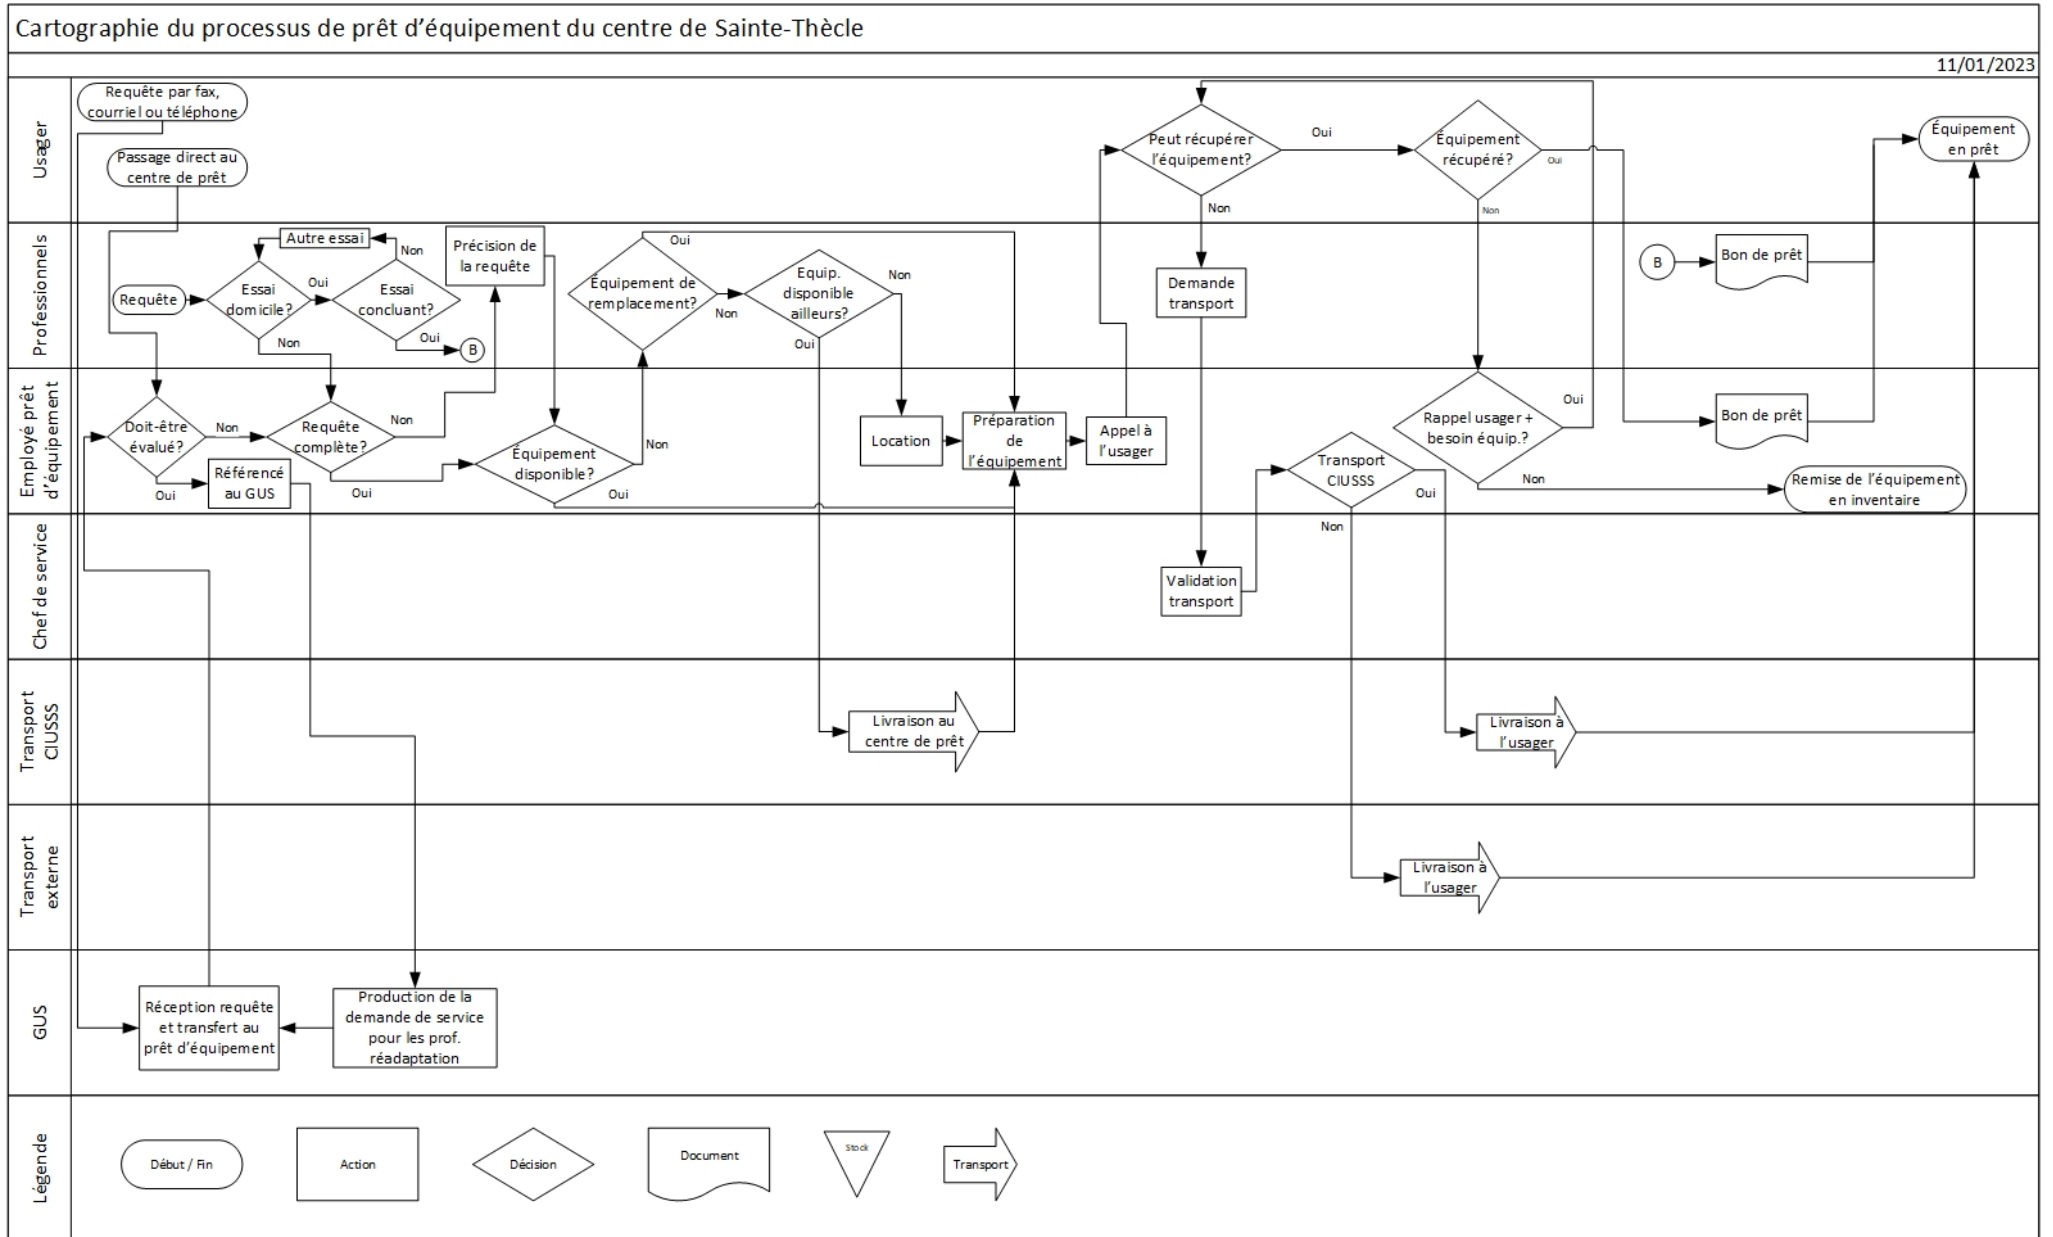 Cartographie du processus de prêt d’équipement du centre de Sainte-Thècle
11/01/2023
Usager
Requête par fax,
courriel ou téléphone
Passage direct au
centre de prêt
Peut récupérer
l’équipement?
Oui
Non
Équipement
récupéré?
Oui
Non
Équipement
en prêt
Professionnels
Requête
Essai
domicile?
Oui
Non
Autre essai
Essai
concluant?
Non
Oui
B
Précision de
la requête
Équipement de
remplacement?
Oui
Non
Equip.
disponible
ailleurs?
Non
Oui
Demande
transport
B
Bon de prêt
Employé prêt
d’équipement
Doit-être
évalué?
Non
Oui
Référencé
au GUS
Requête
complète?
Non
Oui
Équipement
disponible?
Non
Oui
Location
Préparation
de
l’équipement
Appel à
l’usager
Transport
CIUSSS
Oui
Non
Rappel usager +
besoin équip.?
Oui
Non
Bon de prêt
Remise de l’équipement
en inventaire
Chef de service
Validation
transport
Transport
CIUSSS
Livraison au
centre de prêt
Livraison à
l’usager
Transport
externe
Livraison à
l’usager
GUS
Réception requête
et transfert au
prêt d’équipement
Production de la
demande de service
pour les prof.
réadaptation
Légende
Début / Fin
Action
Décision
Document
Stock
Transport